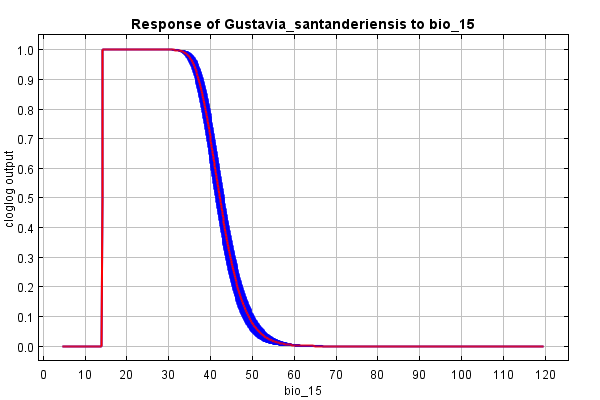 Response of Gustavia_santanderiensis to bio_15
1.0
0.9
0.8
0.7
0.6
0.5
0.4
0.3
0.2
0.1
0.0
cloglog output
0 10 20 30 40 50 60 70 80 90 100 110 120
bio_15